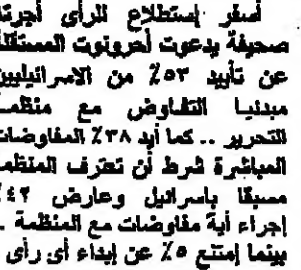 أسفر إستطلاع للرأى أجرته
صحيفة يدعوت أحرونوت المستقلة
عن تأييد ٥٣٪ من الاسرائيليين
مبدئيا التفاوض مع منظمة
التحرير .. كما أيد ٣٨٪ المفاوضات
المباشرة شرط أن تعترف المنظمة
مسبقا باسرائيل وعارض ٤٢٪
إجراء أية مفاوضات مع المنظمة ..
بينما إمتنع ٥٪ عن إبداء أى رأى